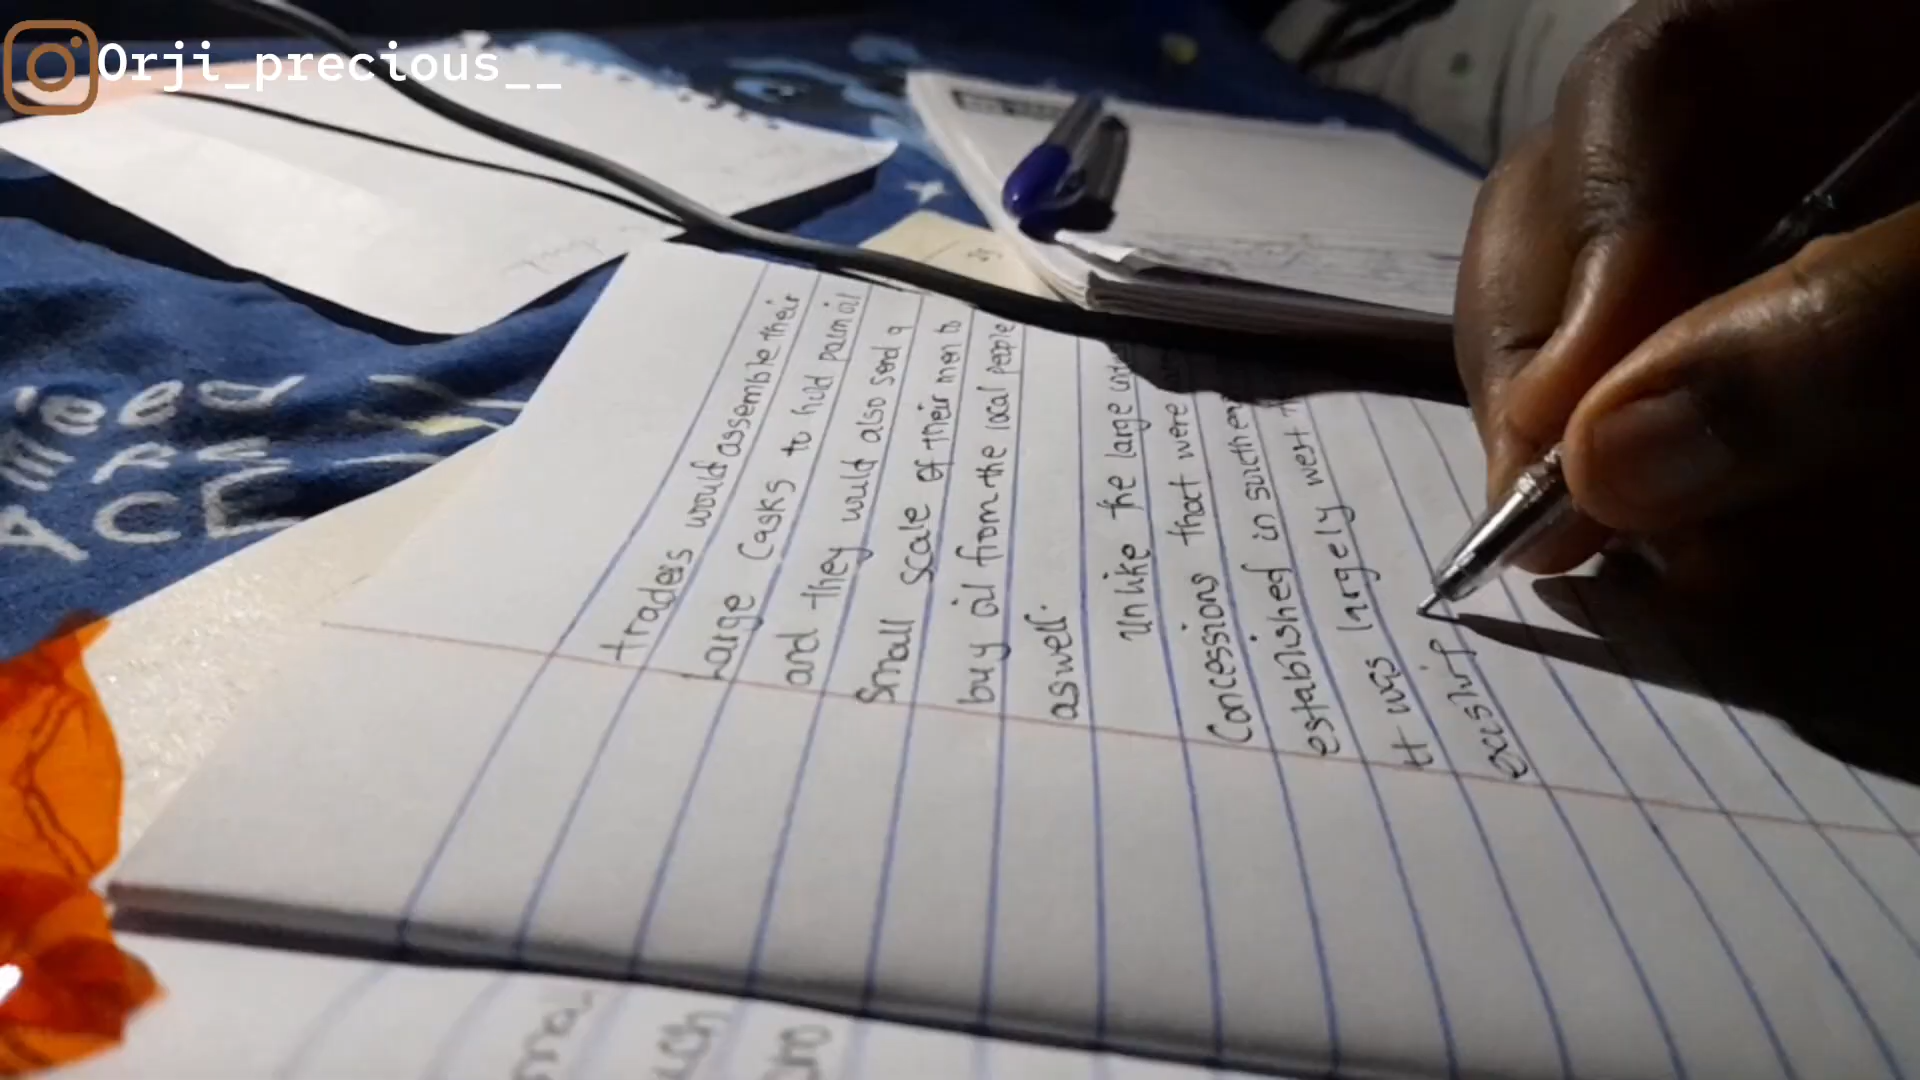 Orji_precious__
traders would assemble their
Large Casks to hold palm oil
and they would also send a
Small scale of their men to
buy oil from the local people
aswell.
Unlike the large
Concessions that were
established in
It was largely west